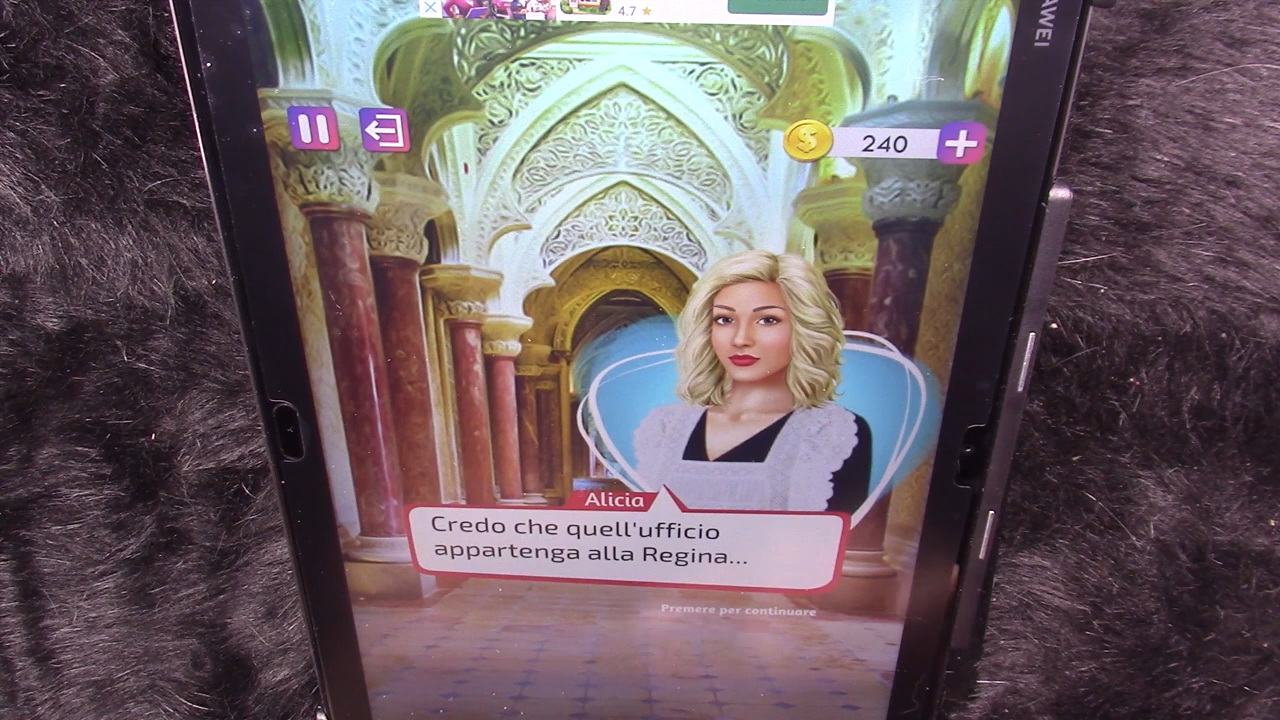 4.7
HUAWEI
240
Alicia
Credo che quell'ufficio
appartenga alla Regina...
Premere per continuare